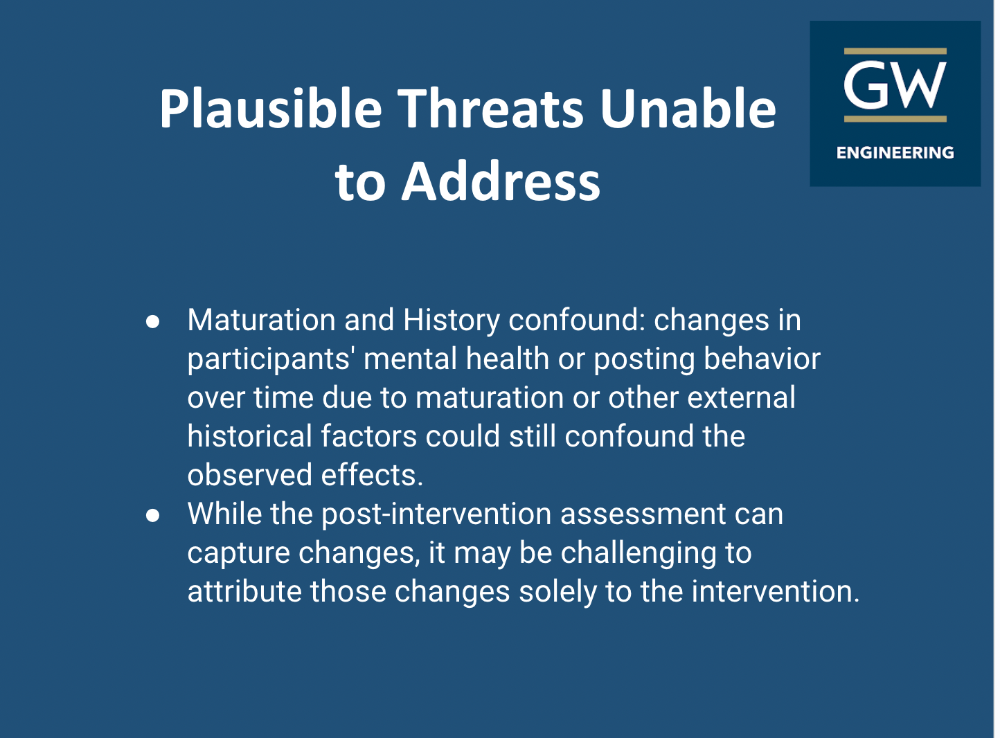 GW
ENGINEERING
Plausible Threats Unable
to Address
● Maturation and History confound: changes in
participants' mental health or posting behavior
over time due to maturation or other external
historical factors could still confound the
observed effects.
● While the post-intervention assessment can
capture changes, it may be challenging to
attribute those changes solely to the intervention.